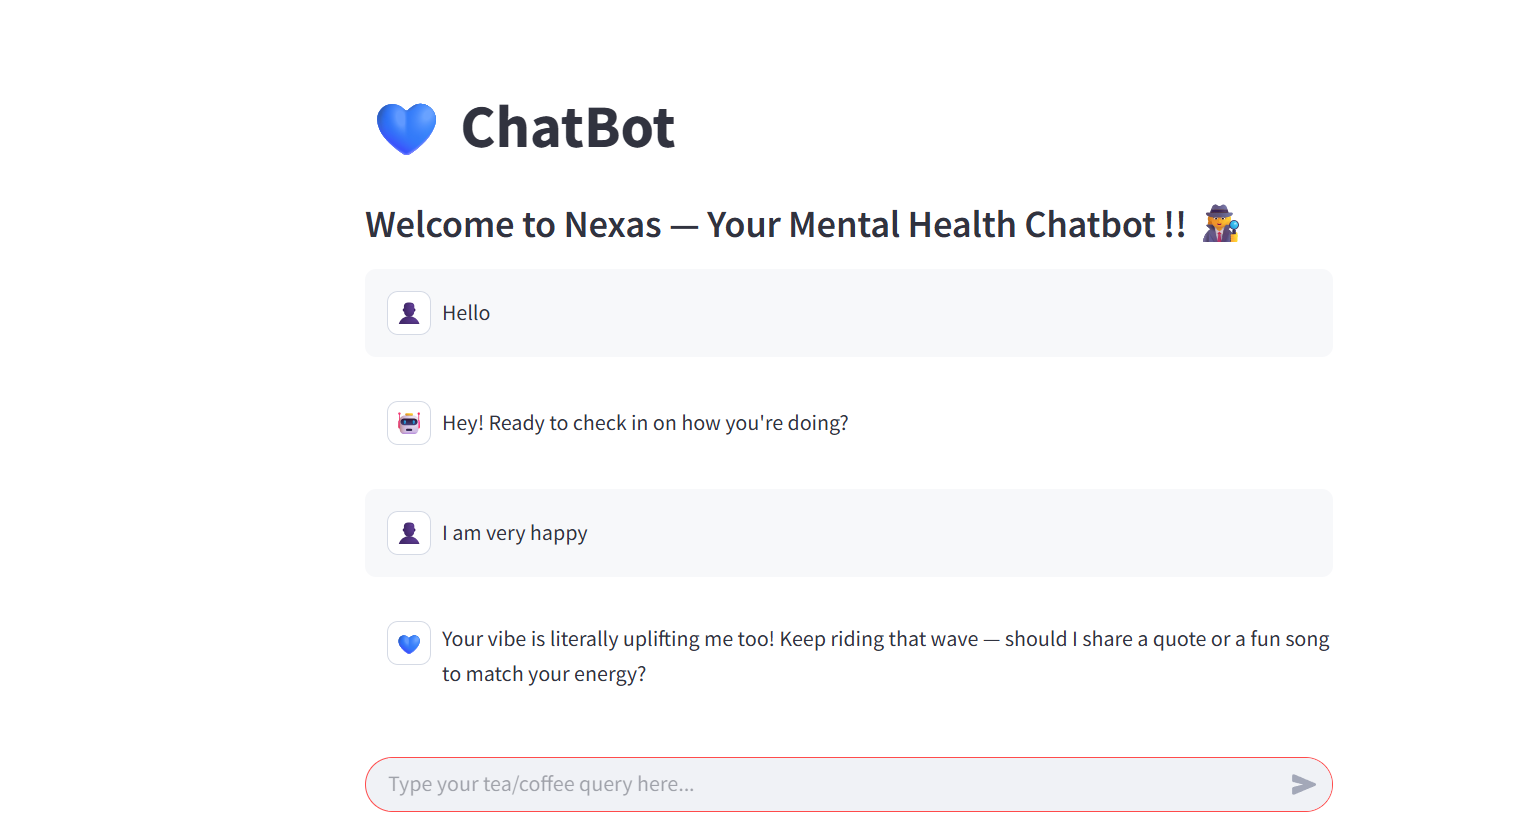 ChatBot
Welcome to Nexas — Your Mental Health Chatbot !!
Hello
Hey! Ready to check in on how you're doing?
I am very happy
Your vibe is literally uplifting me too! Keep riding that wave — should I share a quote or a fun song
to match your energy?
Type your tea/coffee query here...